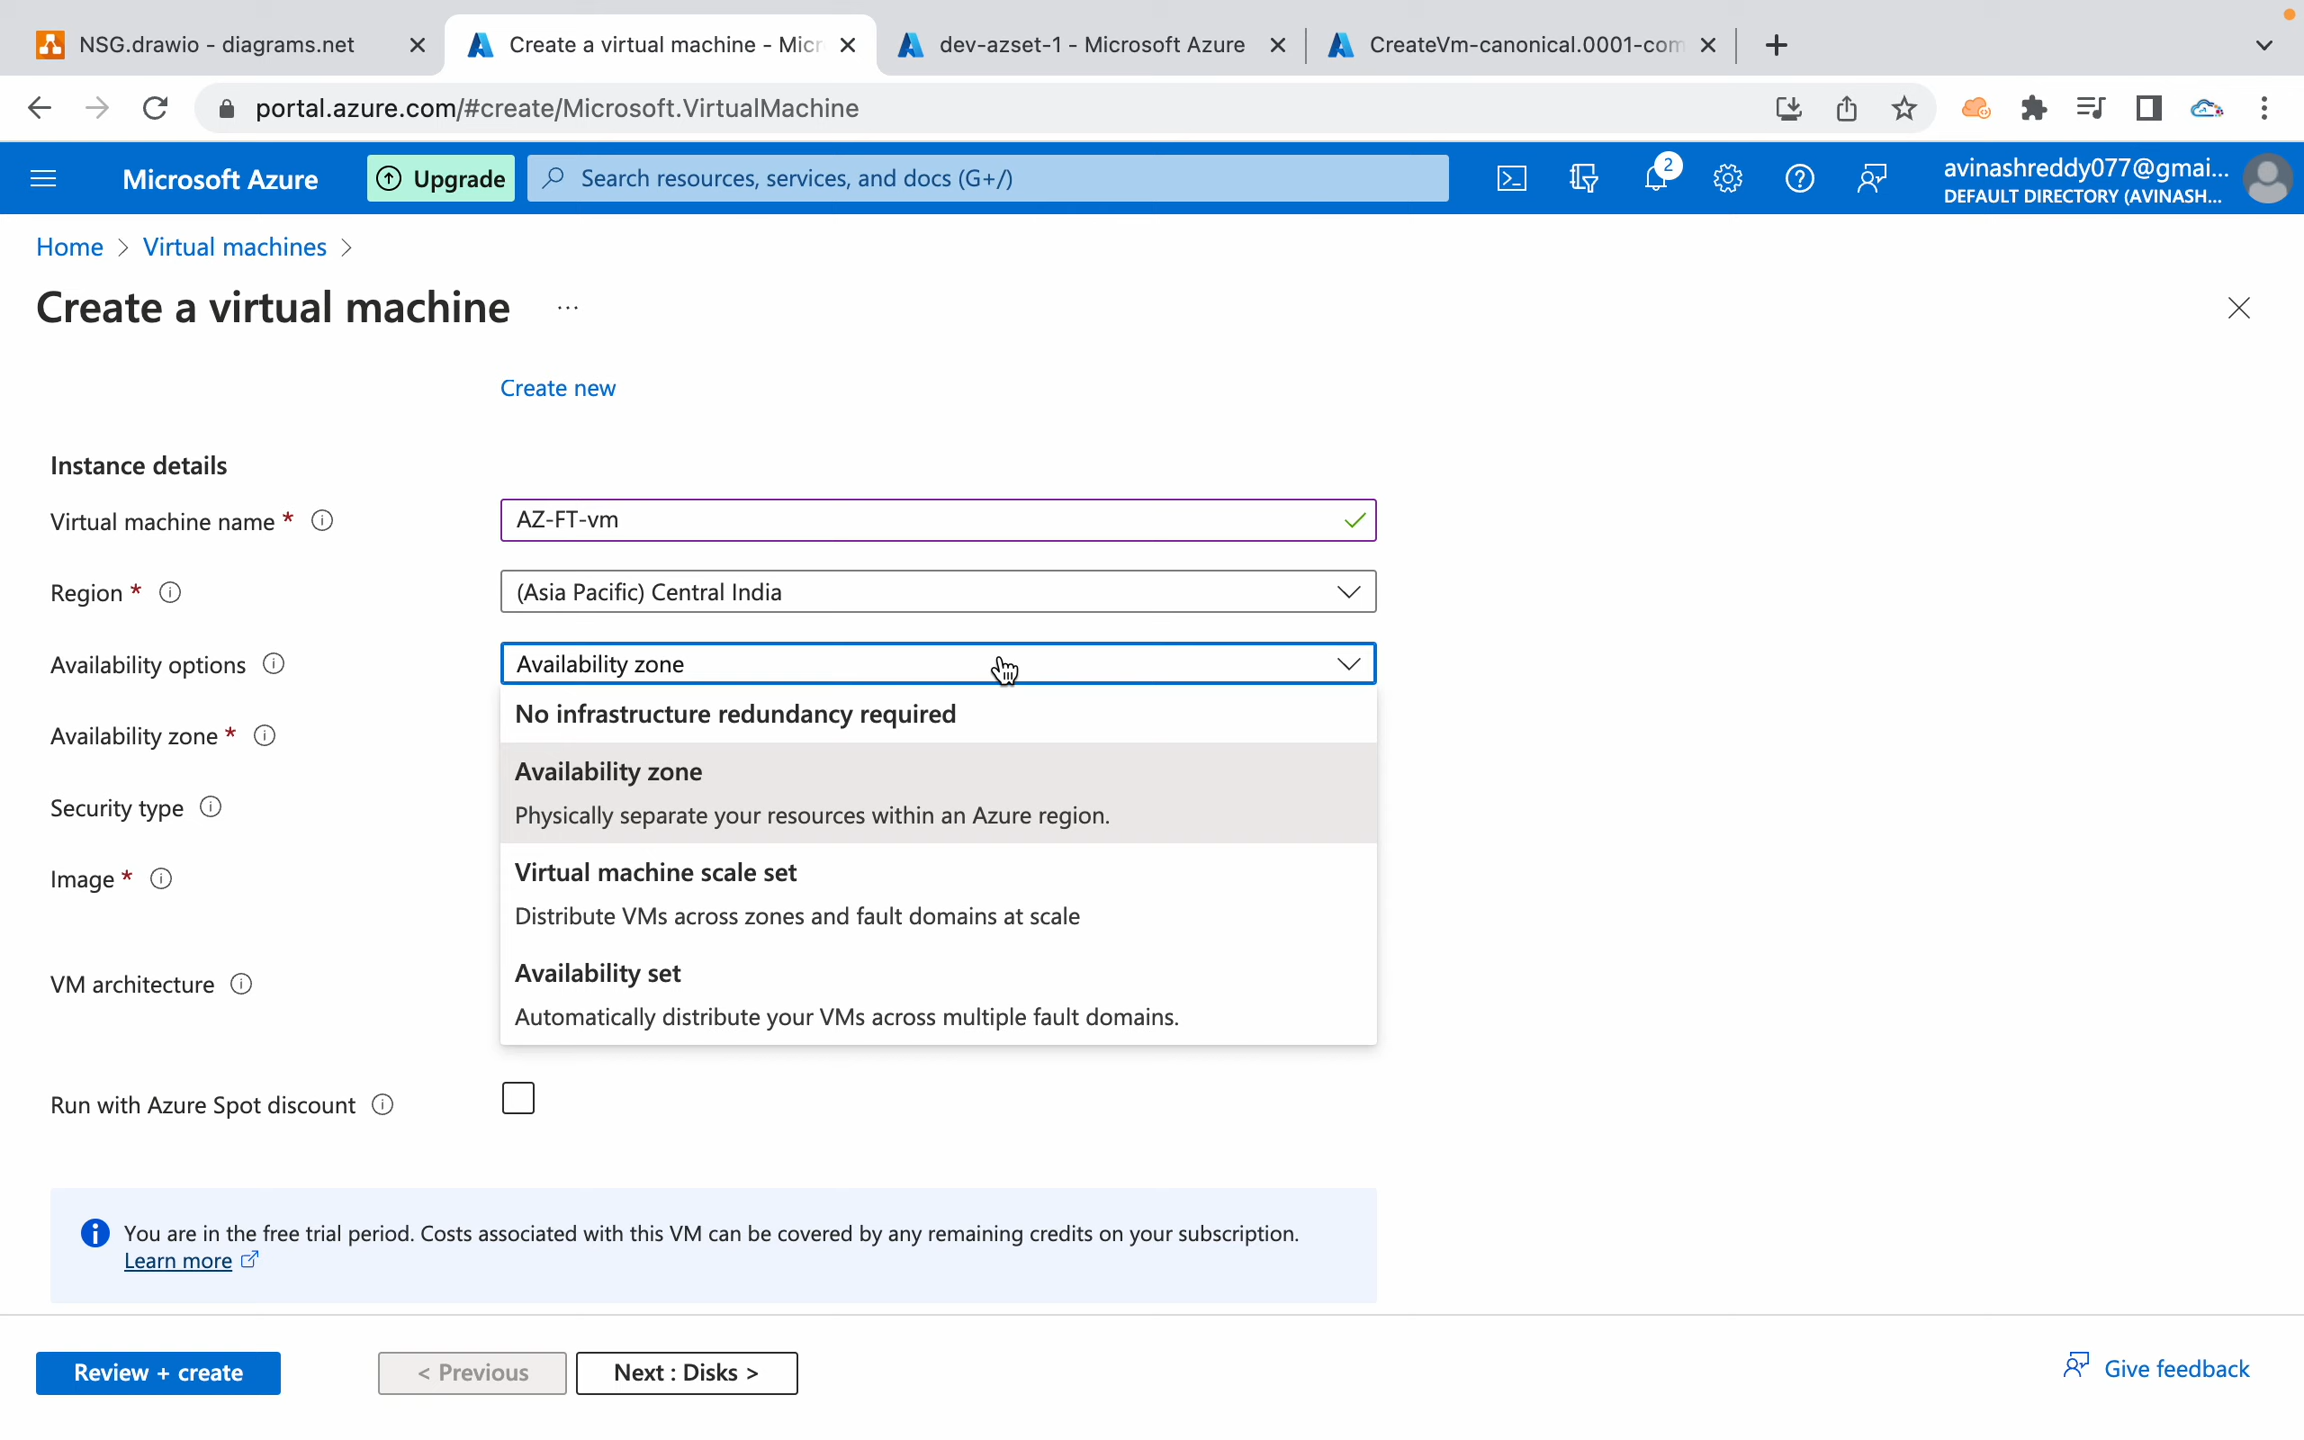 NSG.drawio - diagrams.net
Create a virtual machine - Micr
dev-azset-1 - Microsoft Azure
CreateVm-canonical.0001-com
portal.azure.com/#create/Microsoft.VirtualMachine
Microsoft Azure
Upgrade
Search resources, services, and docs (G+/)
2
avinashreddy077@gmai...
DEFAULT DIRECTORY (AVINASH...
Home > Virtual machines >
Create a virtual machine ...
Create new
Instance details
Virtual machine name *
AZ-FT-vm
Region *
(Asia Pacific) Central India
Availability options
Availability zone
No infrastructure redundancy required
Availability zone *
Availability zone
Physically separate your resources within an Azure region.
Security type
Virtual machine scale set
Image *
Distribute VMs across zones and fault domains at scale
Availability set
VM architecture
Automatically distribute your VMs across multiple fault domains.
Run with Azure Spot discount
You are in the free trial period. Costs associated with this VM can be covered by any remaining credits on your subscription.
Learn more
Review + create
< Previous
Next : Disks >
Give feedback